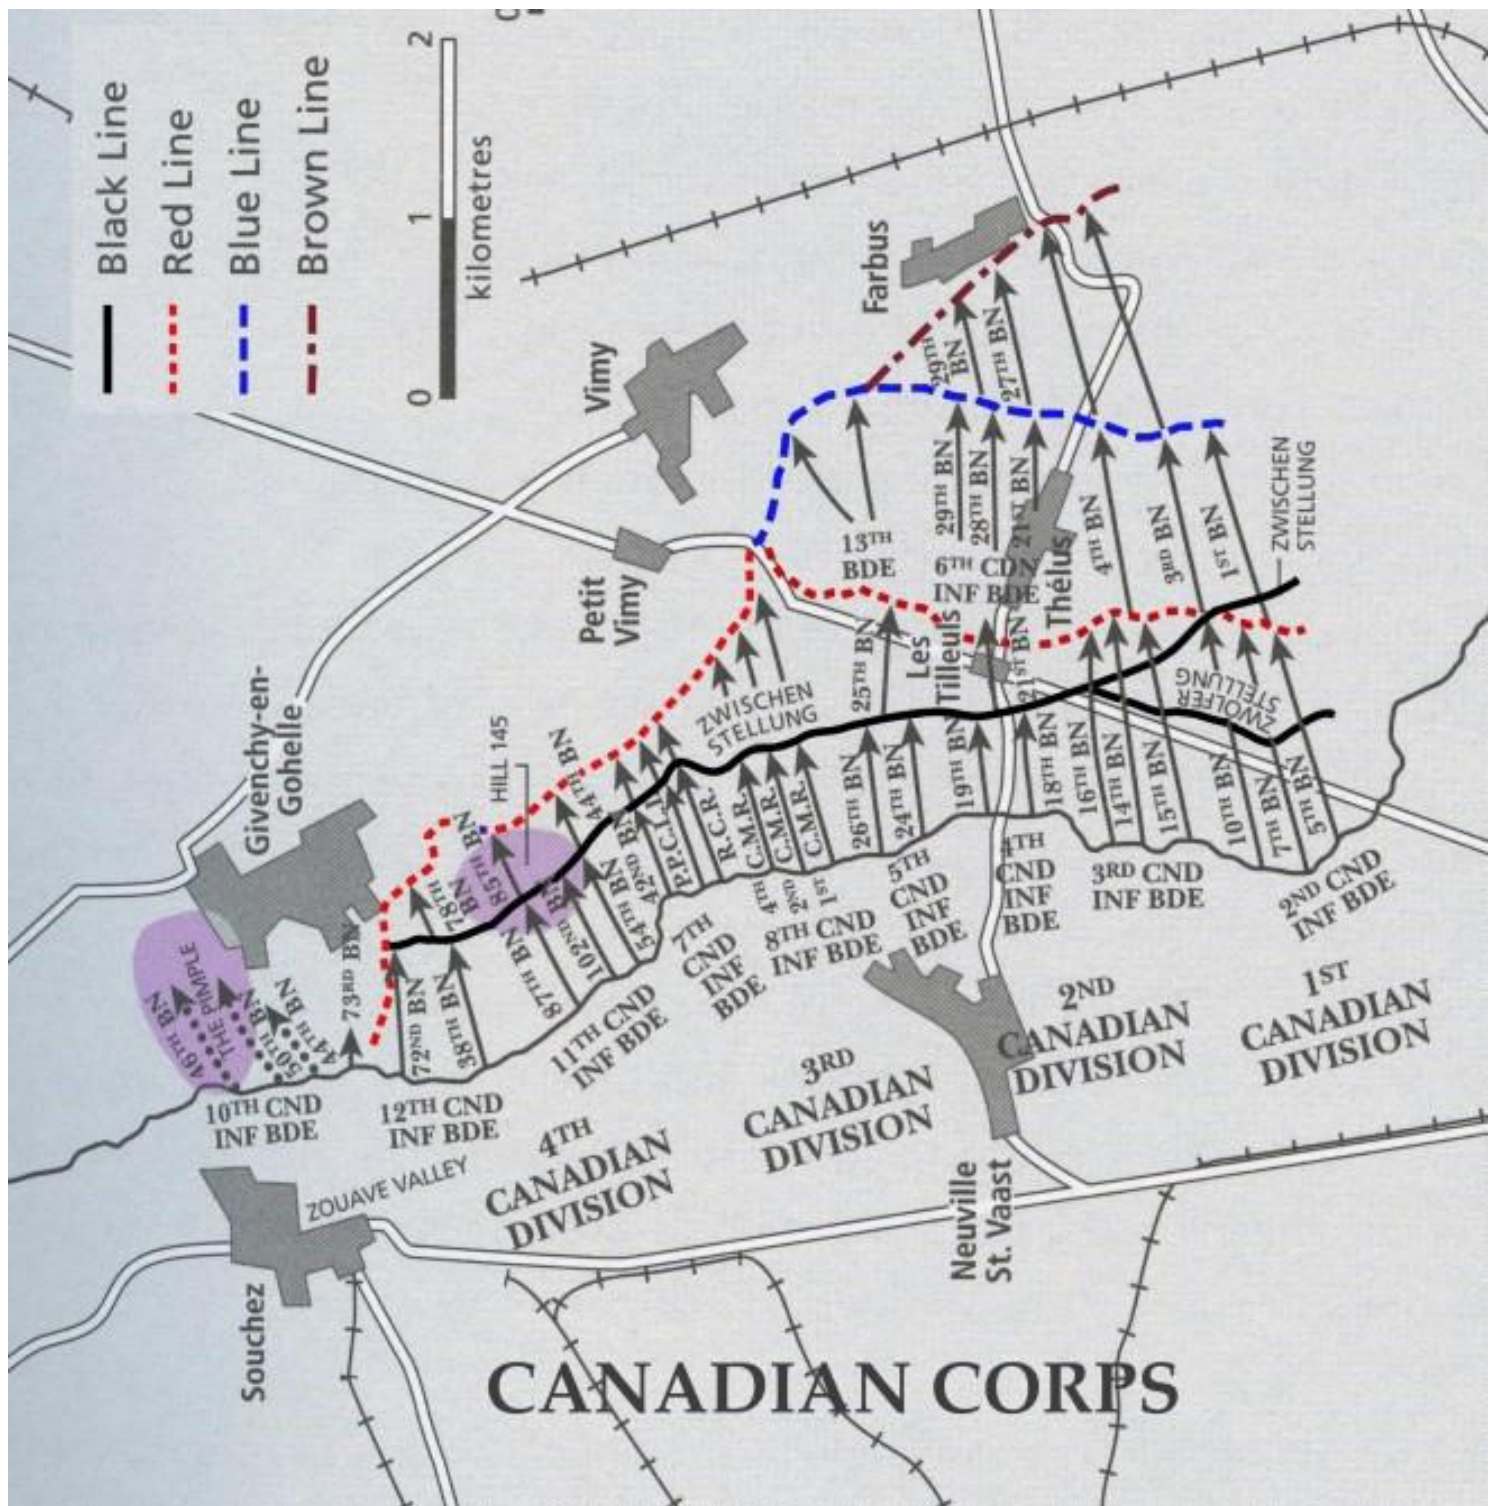 Black Line
Red Line
Blue Line
Brown Line
0 1 2
kilometres
Farbus
Vimy
Petit
Vimy
Givenchy-en-
Gohelle
HILL 145
29TH
BN
27TH BN
29TH BN
28TH BN
21ST BN
4TH BN
3RD BN
1ST BN
ZWISCHEN
STELLUNG
13TH
BDE
6TH CDN
INF BDE
Thélus
Les
Tilleuls
25TH BN
21ST BN
ZWISCHEN
STELLUNG
ZWOLFER
STELLUNG
44TH BN
78TH BN
85TH BN
THE PIMPLE
46TH BN
50TH BN
44TH BN
73RD BN
72ND BN
38TH BN
87TH BN
102ND BN
54TH BN
42ND BN
P.P.C.L.I.
R.C.R.
4TH C.M.R.
2ND C.M.R.
1ST C.M.R.
26TH BN
24TH BN
19TH BN
18TH BN
16TH BN
14TH BN
15TH BN
10TH BN
7TH BN
5TH BN
10TH CND
INF BDE
12TH CND
INF BDE
11TH CND
INF BDE
7TH
CND
INF
BDE
8TH CND
INF BDE
5TH
CND
INF
BDE
4TH
CND
INF
BDE
3RD CND
INF BDE
2ND CND
INF BDE
4TH
CANADIAN
DIVISION
3RD
CANADIAN
DIVISION
2ND
CANADIAN
DIVISION
1ST
CANADIAN
DIVISION
ZOUAVE VALLEY
Souchez
Neuville
St. Vaast
CANADIAN CORPS